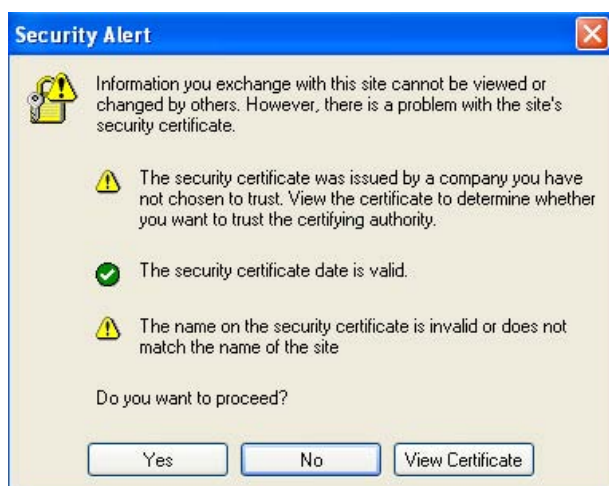 Security Alert
Information you exchange with this site cannot be viewed or
changed by others. However, there is a problem with the site's
security certificate.
The security certificate was issued by a company you have
not chosen to trust. View the certificate to determine whether
you want to trust the certifying authority.
The security certificate date is valid.
The name on the security certificate is invalid or does not
match the name of the site
Do you want to proceed?
Yes
No
View Certificate